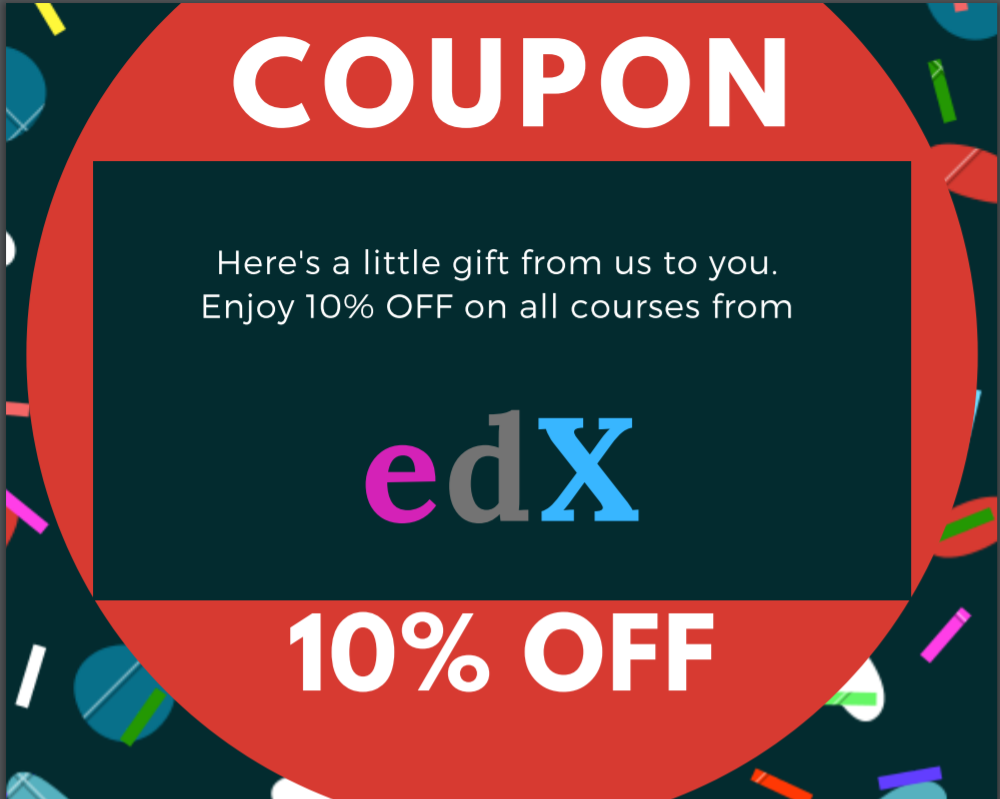 COUPON
Here's a little gift from us to you.
Enjoy 10% OFF on all courses from
edX
10% OFF